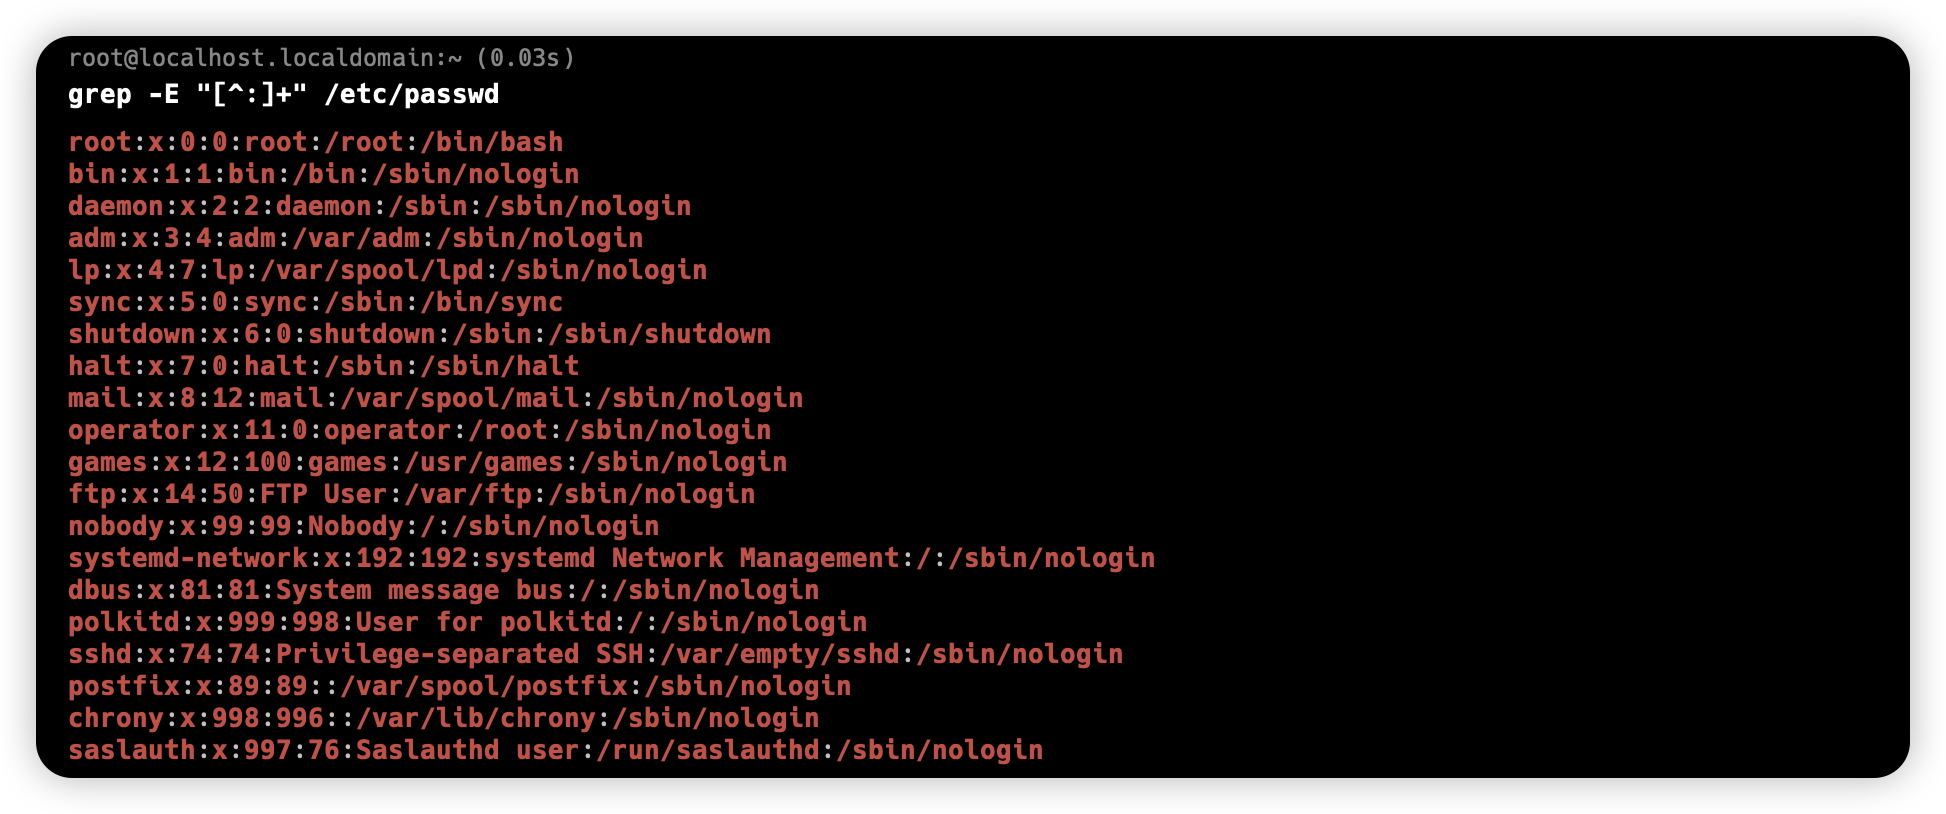 root@localhost.localdomain:~ (0.03s)
grep -E "[^:]+" /etc/passwd
root:x:0:0:root:/root:/bin/bash
bin:x:1:1:bin:/bin:/sbin/nologin
daemon:x:2:2:daemon:/sbin:/sbin/nologin
adm:x:3:4:adm:/var/adm:/sbin/nologin
lp:x:4:7:lp:/var/spool/lpd:/sbin/nologin
sync:x:5:0:sync:/sbin:/bin/sync
shutdown:x:6:0:shutdown:/sbin:/sbin/shutdown
halt:x:7:0:halt:/sbin:/sbin/halt
mail:x:8:12:mail:/var/spool/mail:/sbin/nologin
operator:x:11:0:operator:/root:/sbin/nologin
games:x:12:100:games:/usr/games:/sbin/nologin
ftp:x:14:50:FTP User:/var/ftp:/sbin/nologin
nobody:x:99:99:Nobody:/:/sbin/nologin
systemd-network:x:192:192:systemd Network Management:/:/sbin/nologin
dbus:x:81:81:System message bus:/:/sbin/nologin
polkitd:x:999:998:User for polkitd:/:/sbin/nologin
sshd:x:74:74:Privilege-separated SSH:/var/empty/sshd:/sbin/nologin
postfix:x:89:89::/var/spool/postfix:/sbin/nologin
chrony:x:998:996::/var/lib/chrony:/sbin/nologin
saslauth:x:997:76:Saslauthd user:/run/saslauthd:/sbin/nologin